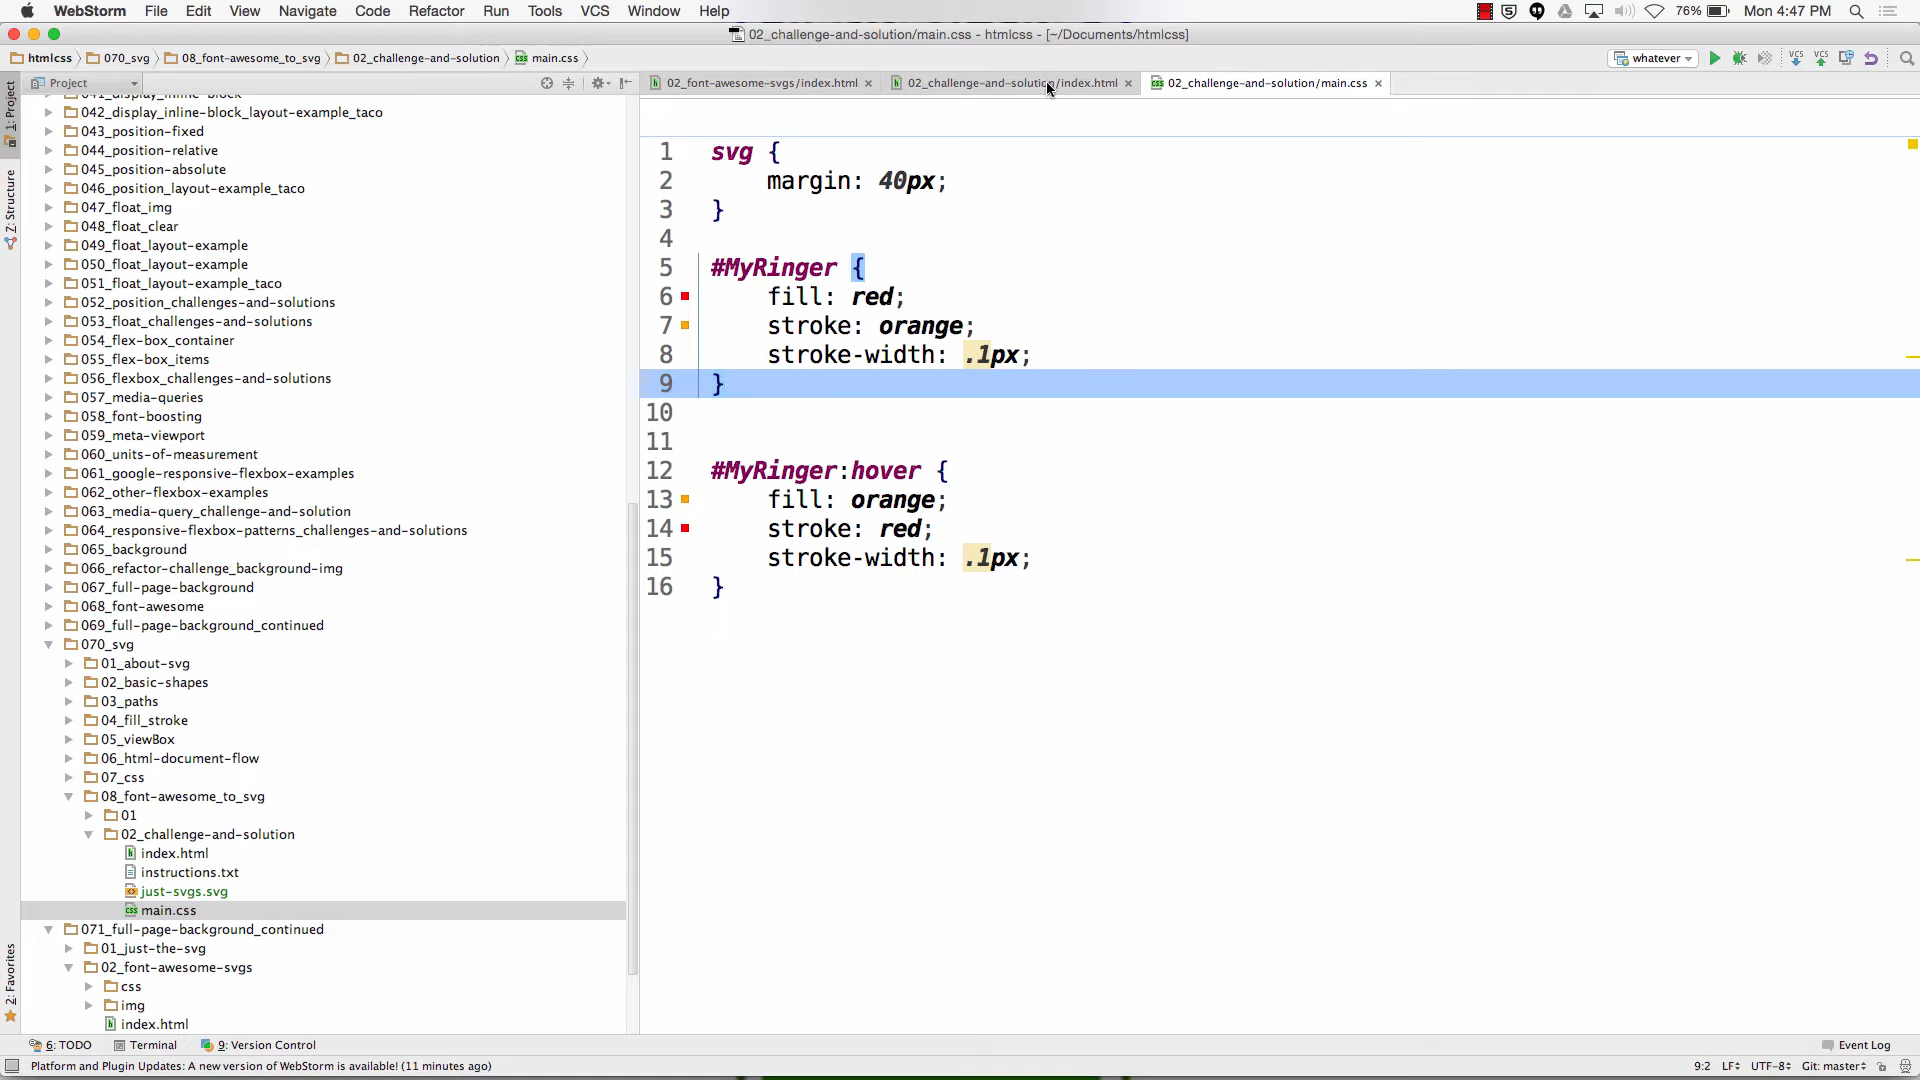 WebStorm File Edit View Navigate Code Refactor Run Tools VCS Window Help 76% Mon 4:47 PM
02_challenge-and-solution/main.css - htmlcss - [~/Documents/htmlcss]
htmlcss 070_svg 08_font-awesome_to_svg 02_challenge-and-solution main.css whatever VCS VCS
Project 02_font-awesome-svgs/index.html 02_challenge-and-solution/index.html 02_challenge-and-solution/main.css
1: Project
Z: Structure
2: Favorites
042_display_inline-block_layout-example_taco
043_position-fixed
044_position-relative
045_position-absolute
046_position_layout-example_taco
047_float_img
048_float_clear
049_float_layout-example
050_float_layout-example
051_float_layout-example_taco
052_position_challenges-and-solutions
053_float_challenges-and-solutions
054_flex-box_container
055_flex-box_items
056_flexbox_challenges-and-solutions
057_media-queries
058_font-boosting
059_meta-viewport
060_units-of-measurement
061_google-responsive-flexbox-examples
062_other-flexbox-examples
063_media-query_challenge-and-solution
064_responsive-flexbox-patterns_challenges-and-solutions
065_background
066_refactor-challenge_background-img
067_full-page-background
068_font-awesome
069_full-page-background_continued
070_svg
01_about-svg
02_basic-shapes
03_paths
04_fill_stroke
05_viewBox
06_html-document-flow
07_css
08_font-awesome_to_svg
01
02_challenge-and-solution
index.html
instructions.txt
just-svgs.svg
main.css
071_full-page-background_continued
01_just-the-svg
02_font-awesome-svgs
css
img
index.html
1 svg {
2 margin: 40px;
3 }
4
5 #MyRinger {
6 fill: red;
7 stroke: orange;
8 stroke-width: .1px;
9 }
10
11
12 #MyRinger:hover {
13 fill: orange;
14 stroke: red;
15 stroke-width: .1px;
16 }
6: TODO Terminal 9: Version Control Event Log
Platform and Plugin Updates: A new version of WebStorm is available! (11 minutes ago) 9:2 LF UTF-8 Git: master